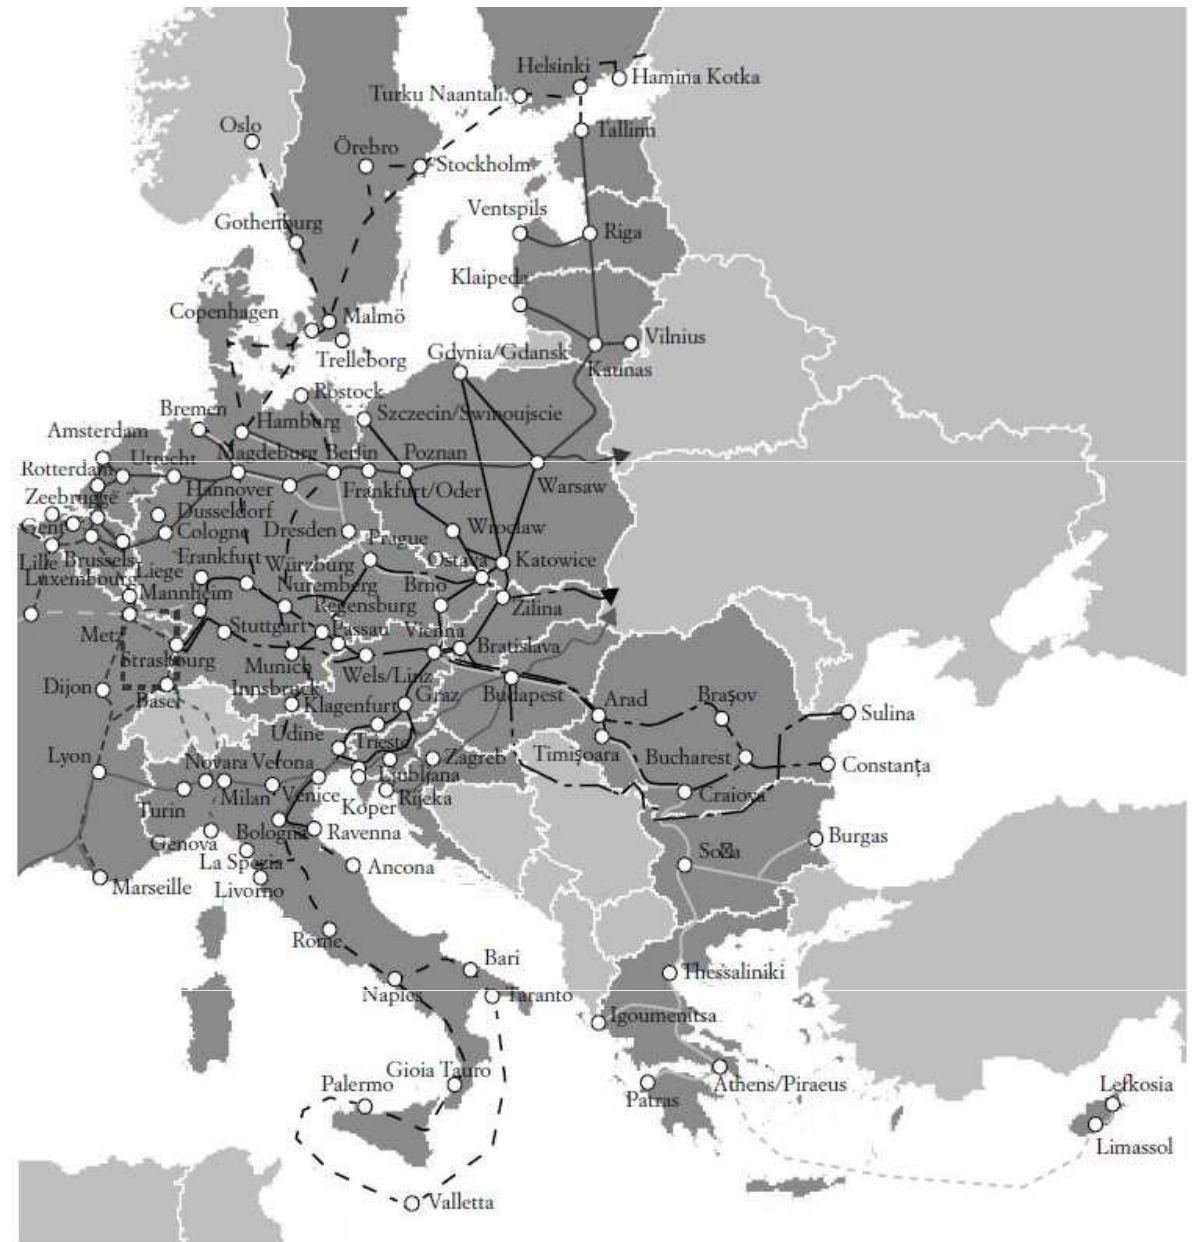 Helsinki
Hamina Kotka
Turku Naantali
Oslo
Tallinn
Örebro
Stockholm
Ventspils
Gothenburg
Riga
Klaipeda
Copenhagen
Malmö
Vilnius
Trelleborg
Gdynia/Gdansk
Kaunas
Rostock
Bremen
Hamburg
Szczecin/Swinoujscie
Amsterdam
Utrecht
Magdeburg
Berlin
Poznan
Rotterdam
Hannover
Frankfurt/Oder
Warsaw
Zeebrugge
Dusseldorf
Gent
Cologne
Dresden
Prague
Wroclaw
Lille
Brussels
Liege
Frankfurt
Würzburg
Ostava
Katowice
Luxembourg
Mannheim
Nuremberg
Brno
Regensburg
Zilina
Metz
Stuttgart
Passau
Vienna
Bratislava
Strasbourg
Munich
Wels/Linz
Dijon
Basel
Innsbruck
Klagenfurt
Graz
Budapest
Arad
Braşov
Sulina
Udine
Trieste
Lyon
Novara
Verona
Zagreb
Timişoara
Bucharest
Constanţa
Ljubljana
Milan
Venice
Turin
Koper
Rijeka
Craiova
Genova
Bologna
Ravenna
Burgas
La Spezia
Ancona
Marseille
Livorno
Rome
Bari
Thessaliniki
Naples
Taranto
Igoumenitsa
Gioia Tauro
Palermo
Athens/Piraeus
Lefkosia
Patras
Limassol
Valletta